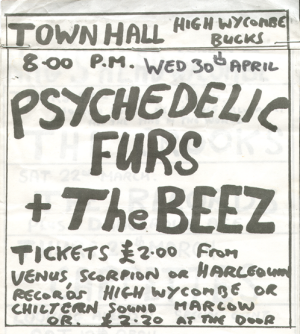 TOWN HALL HIGH WYCOMBE
BUCKS
8.00 P.M. WED 30th APRIL
PSYCHEDELIC
FURS
+ The BEEZ
TICKETS £2.00 From
VENUS, SCORPION or HARLEQUIN
RECORDS, HIGH WYCOMBE OR
CHILTERN SOUND MARLOW
OR. £2.20 AT THE DOOR